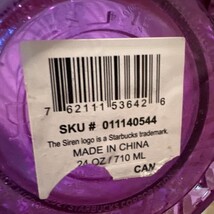 7 62111 53642 6
SKU # 011140544
The Siren logo is a Starbucks trademark.
MADE IN CHINA
24 OZ / 710 ML
CAN